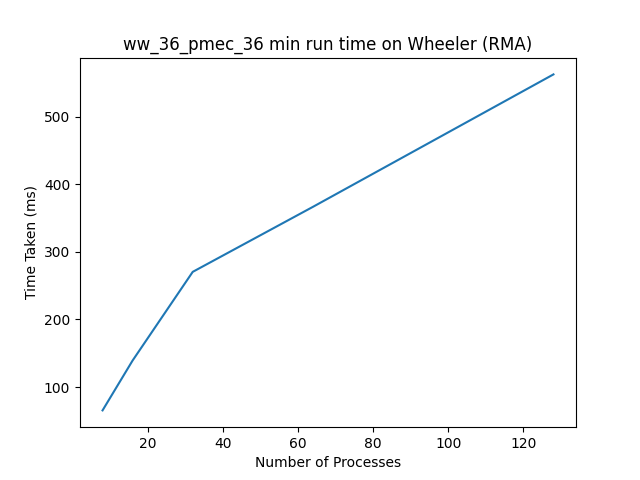 ww_36_pmec_36 min run time on Wheeler (RMA)
500
400
300
200
100
Time Taken (ms)
20 40 60 80 100 120
Number of Processes